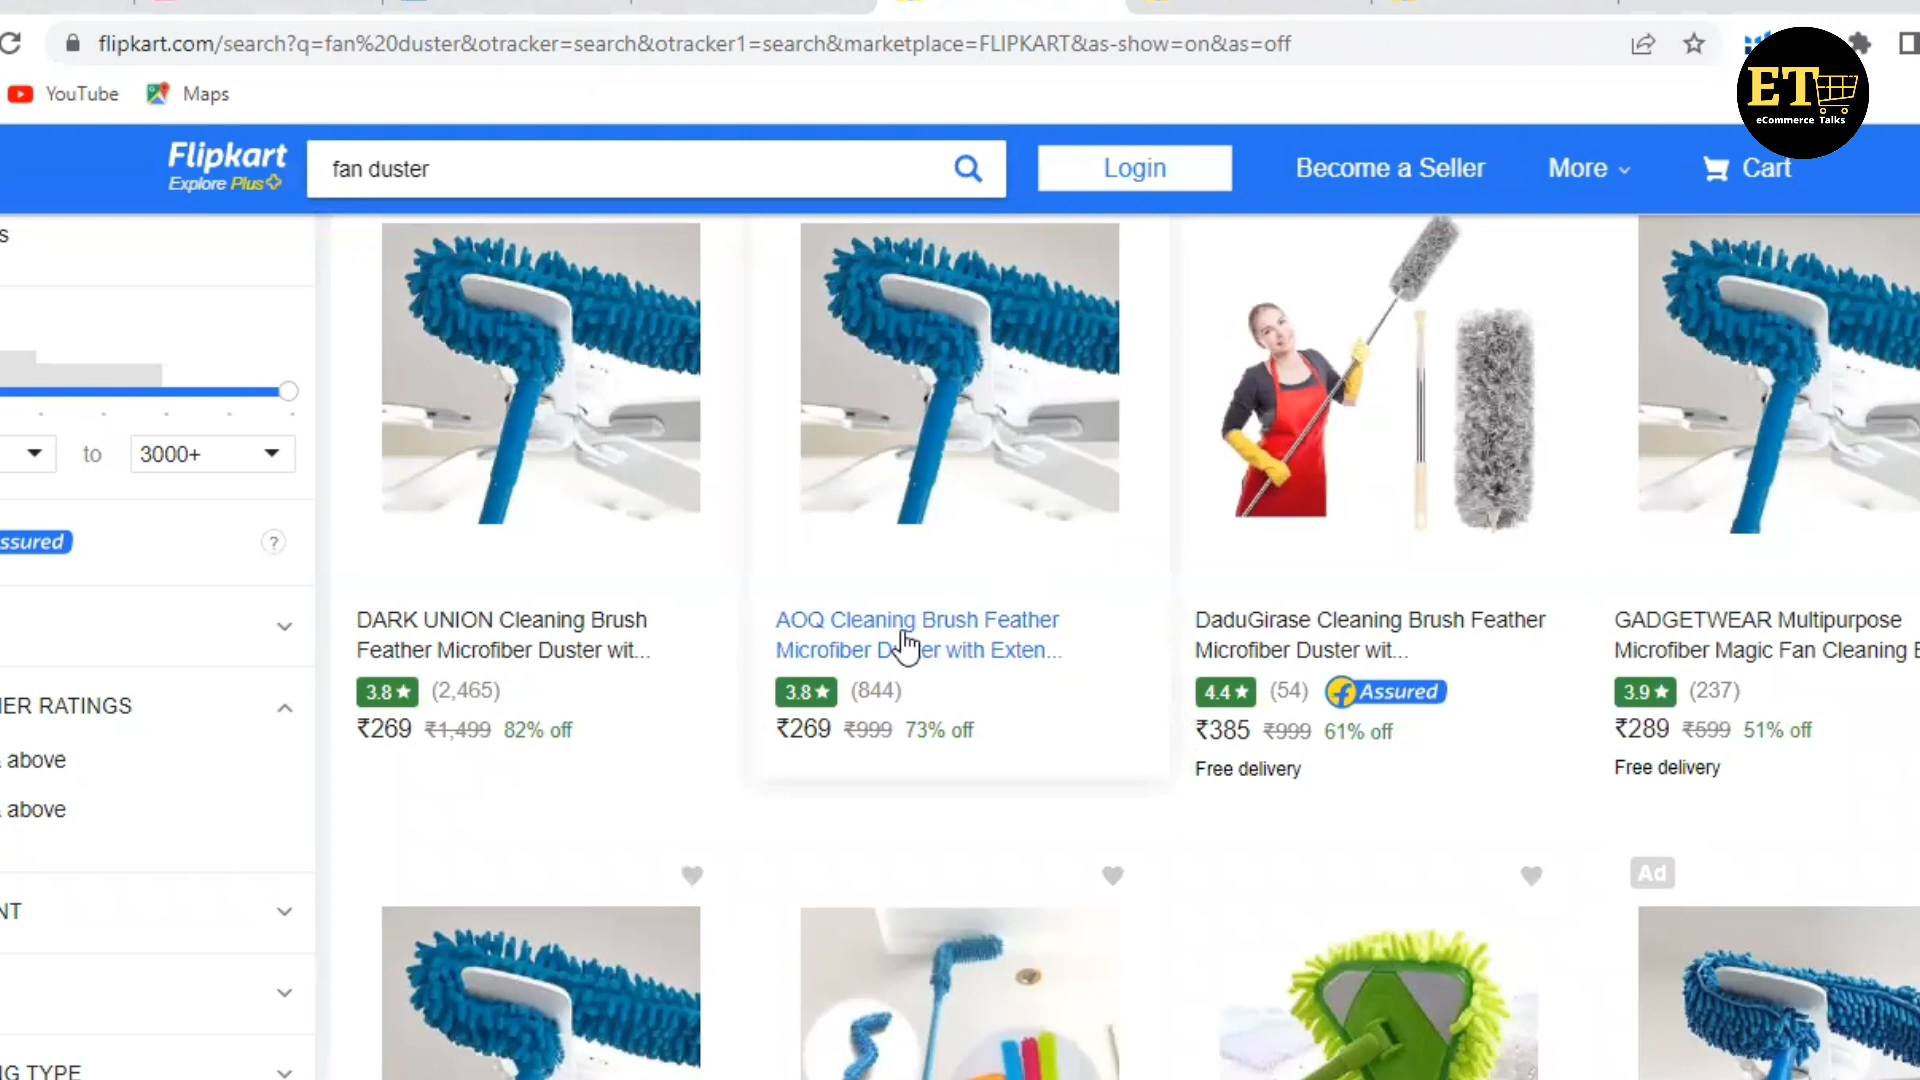 flipkart.com/search?q=fan%20duster&otracker=search&otracker1=search&marketplace=FLIPKART&as-show=on&as=off
YouTube
Maps
ET
eCommerce Talks
Flipkart
Explore Plus
fan duster
Login
Become a Seller
More
Cart
S
to
3000+
ssured
?
ER RATINGS
above
above
NT
G TYPE
DARK UNION Cleaning Brush
Feather Microfiber Duster wit...
3.8★ (2,465)
₹269 ₹1,499 82% off
AOQ Cleaning Brush Feather
Microfiber D er with Exten...
3.8★ (844)
₹269 ₹999 73% off
DaduGirase Cleaning Brush Feather
Microfiber Duster wit...
4.4★ (54) Assured
₹385 ₹999 61% off
Free delivery
GADGETWEAR Multipurpose
Microfiber Magic Fan Cleaning
3.9★ (237)
₹289 ₹599 51% off
Free delivery
Ad